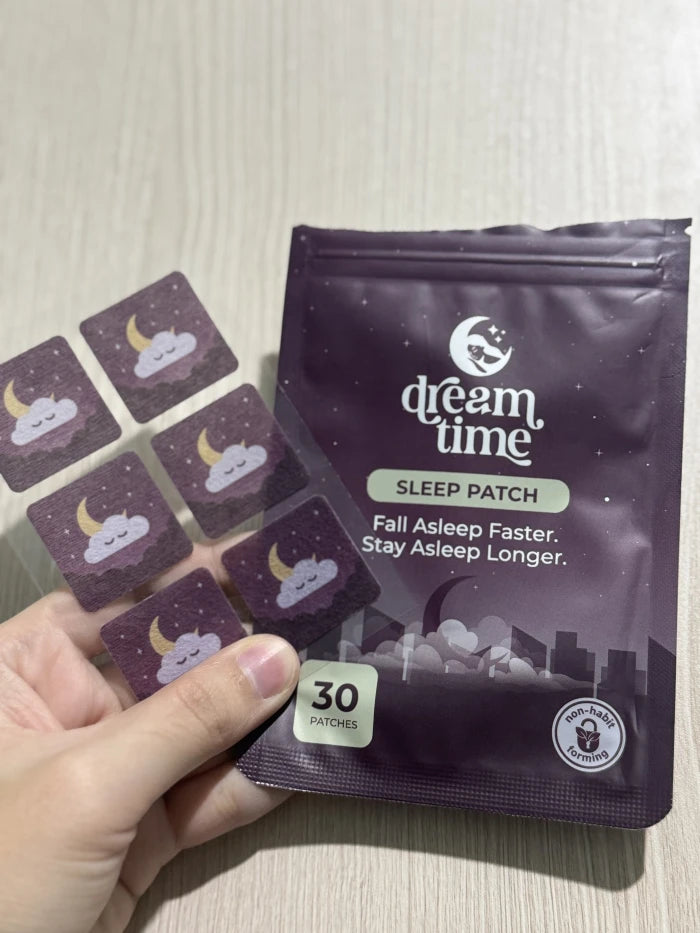 dream
time
SLEEP PATCH
Fall Asleep Faster.
Stay Asleep Longer.
30
PATCHES
non-habit
forming